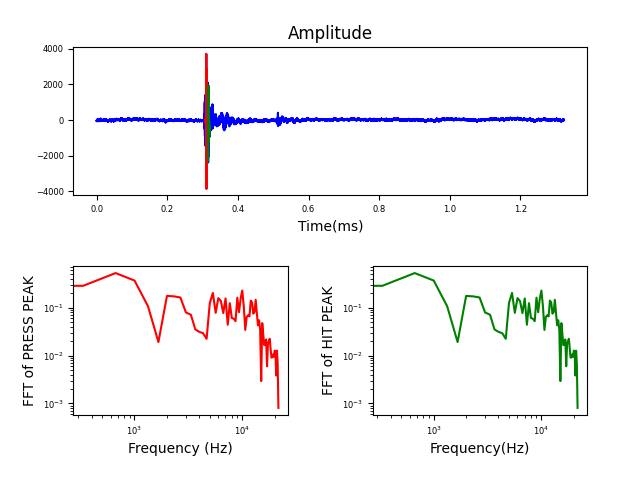 Amplitude
4000
2000
0
−2000
−4000
0.0 0.2 0.4 0.6 0.8 1.0 1.2
Time(ms)
FFT of PRESS PEAK
10⁻¹
10⁻²
10⁻³
10³ 10⁴
Frequency (Hz)
FFT of HIT PEAK
10⁻¹
10⁻²
10⁻³
10³ 10⁴
Frequency(Hz)